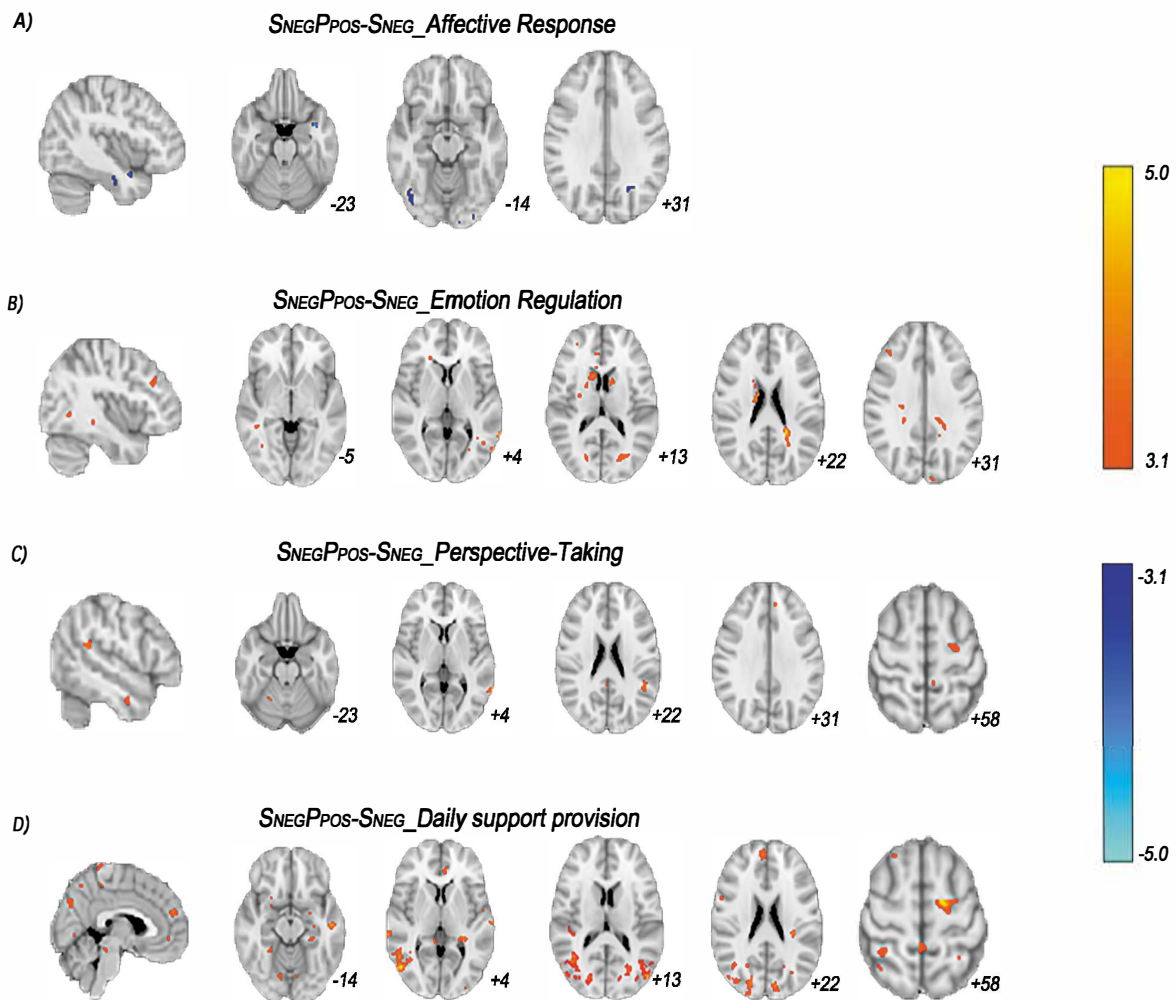 A)
SNEGPPOS-SNEG_Affective Response
-23
-14
+31
B)
SNEGPPOS-SNEG_Emotion Regulation
-5
+4
+13
+22
+31
C)
SNEGPPOS-SNEG_Perspective-Taking
-23
+4
+22
+31
+58
D)
SNEGPPOS-SNEG_Daily support provision
-14
+4
+13
+22
+58
5.0
3.1
-3.1
-5.0